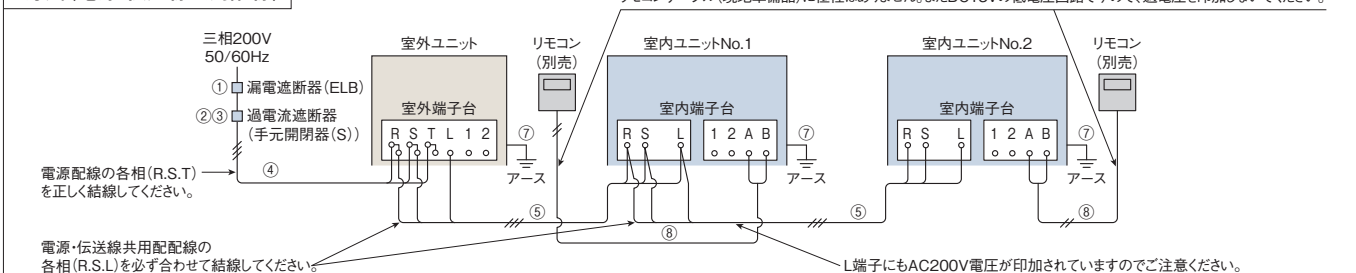 三相200V
50/60Hz
① 漏電遮断器(ELB)
②③ 過電流遮断器
(手元開閉器(S))
④
電源配線の各相(R.S.T)
を正しく結線してください。
電源・伝送線共用配配線の
各相(R.S.L)を必ず合わせて結線してください。
室外ユニット
室外端子台
R S T L 1 2
⑦
アース
⑤
リモコン
(別売)
室内ユニットNo.1
室内端子台
R S L 1 2 A B
⑦
アース
⑧
⑤
室内ユニットNo.2
室内端子台
R S L 1 2 A B
⑦
アース
リモコン
(別売)
⑧
L端子にもAC200V電圧が印加されていますのでご注意ください。